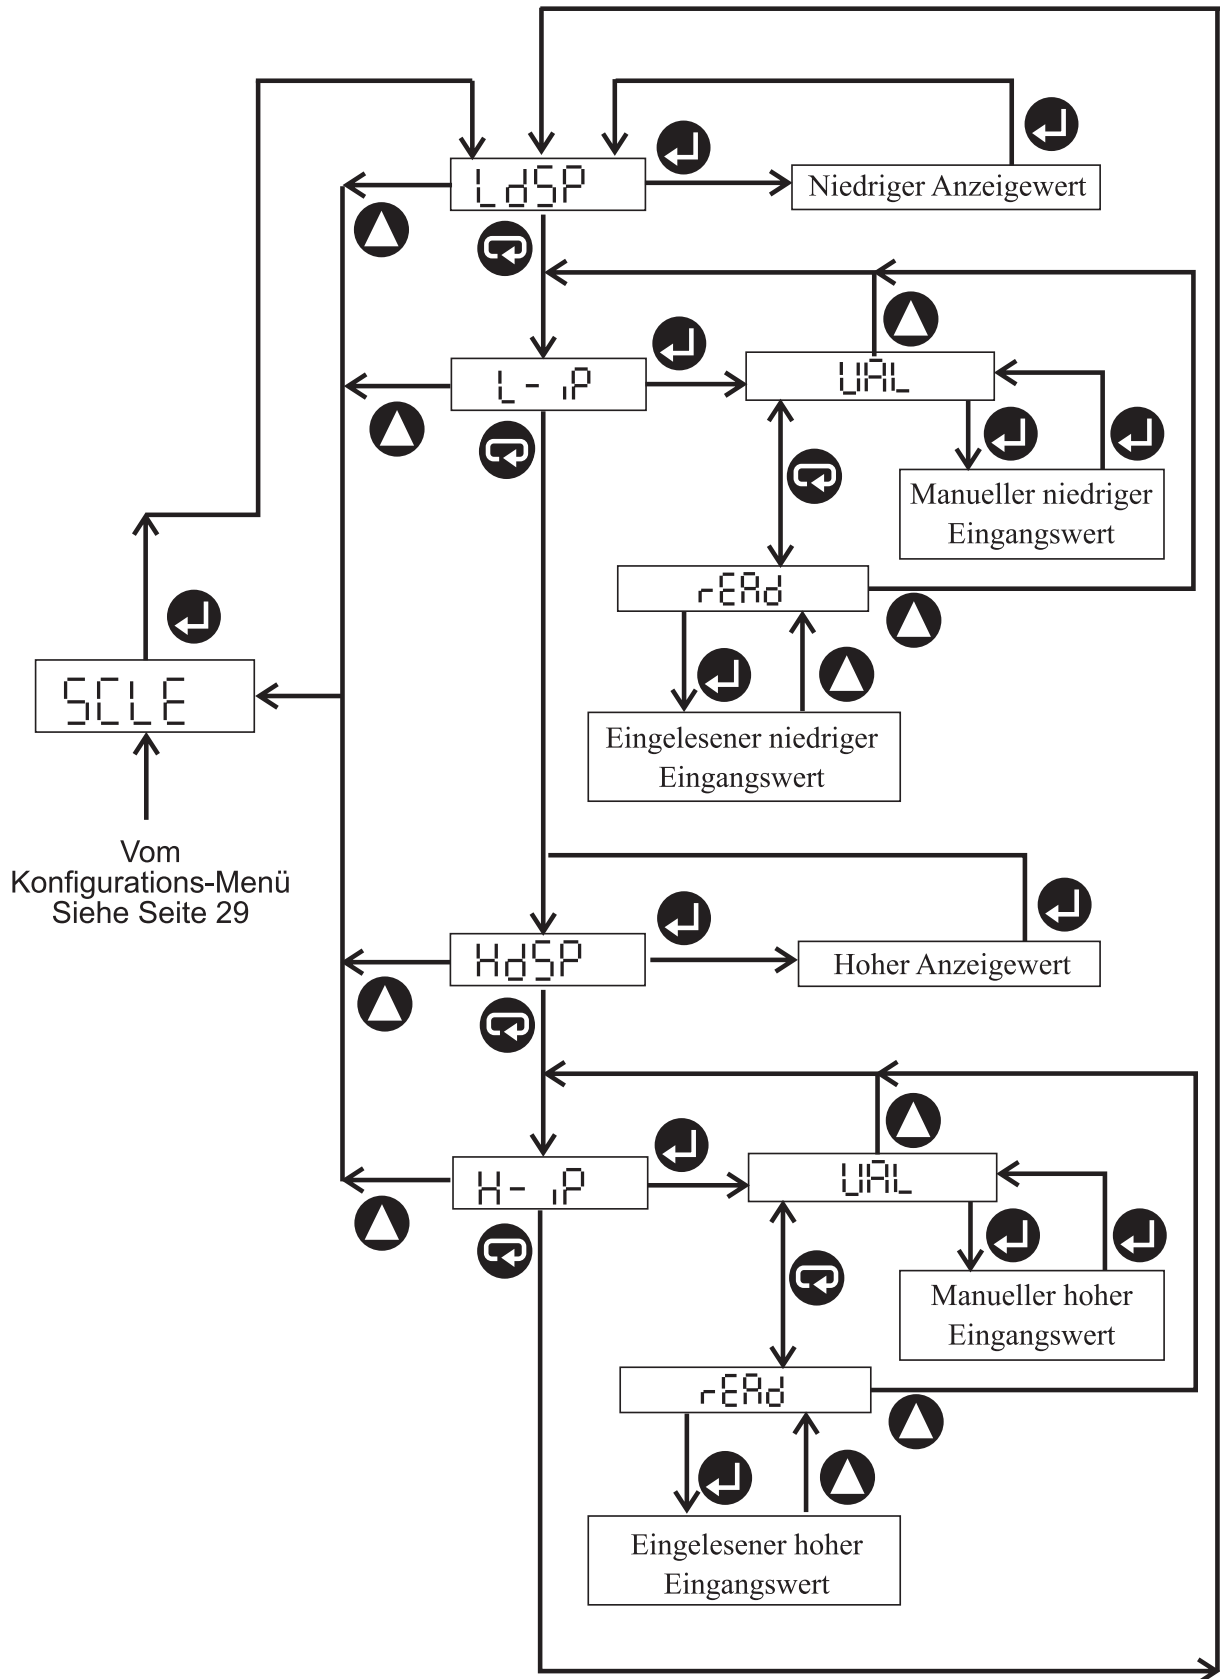 LdSP
Niedriger Anzeigewert
L-iP
UAL
Manueller niedriger
Eingangswert
rEAd
SCLE
Eingelesener niedriger
Eingangswert
Vom
Konfigurations-Menü
Siehe Seite 29
HdSP
Hoher Anzeigewert
H-iP
UAL
Manueller hoher
Eingangswert
rEAd
Eingelesener hoher
Eingangswert